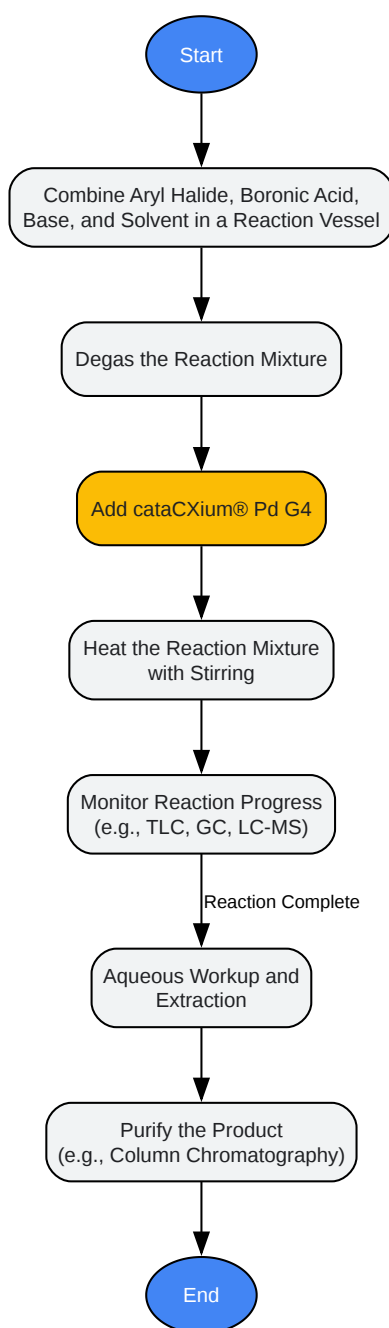 Start
Combine Aryl Halide, Boronic Acid,
Base, and Solvent in a Reaction Vessel
Degas the Reaction Mixture
Add cataCXium® Pd G4
Heat the Reaction Mixture
with Stirring
Monitor Reaction Progress
(e.g., TLC, GC, LC-MS)
Reaction Complete
Aqueous Workup and
Extraction
Purify the Product
(e.g., Column Chromatography)
End